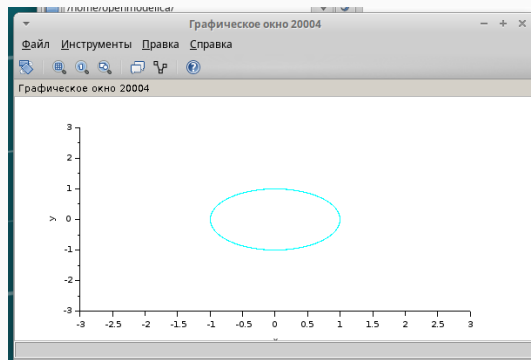 /home/openmodelica/
Графическое окно 20004
Файл Инструменты Правка Справка
Графическое окно 20004
3
2
1
y 0
-1
-2
-3
-3 -2.5 -2 -1.5 -1 -0.5 0 0.5 1 1.5 2 2.5 3